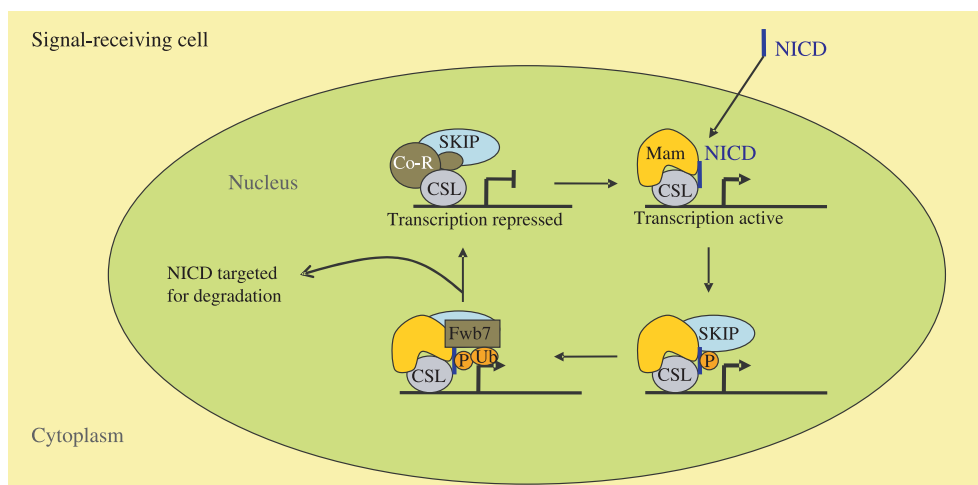 Signal-receiving cell
NICD
SKIP
Co-R
CSL
Mam
NICD
CSL
Nucleus
Transcription repressed
Transcription active
NICD targeted
for degradation
Fwb7
P
Ub
CSL
SKIP
P
CSL
Cytoplasm